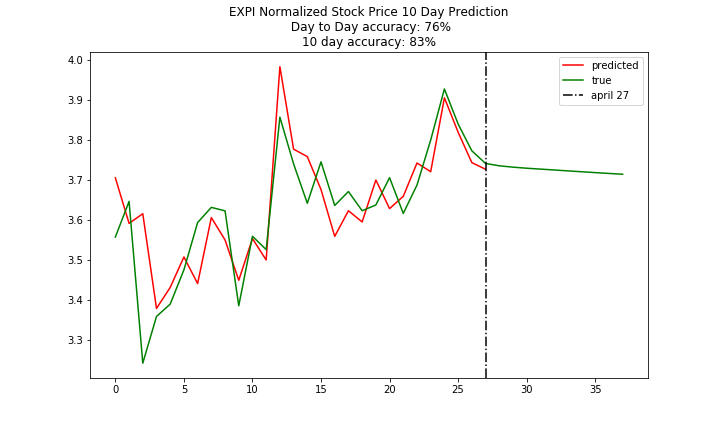 EXPI Normalized Stock Price 10 Day Prediction
Day to Day accuracy: 76%
10 day accuracy: 83%
4.0
3.9
3.8
3.7
3.6
3.5
3.4
3.3
predicted
true
april 27
0 5 10 15 20 25 30 35